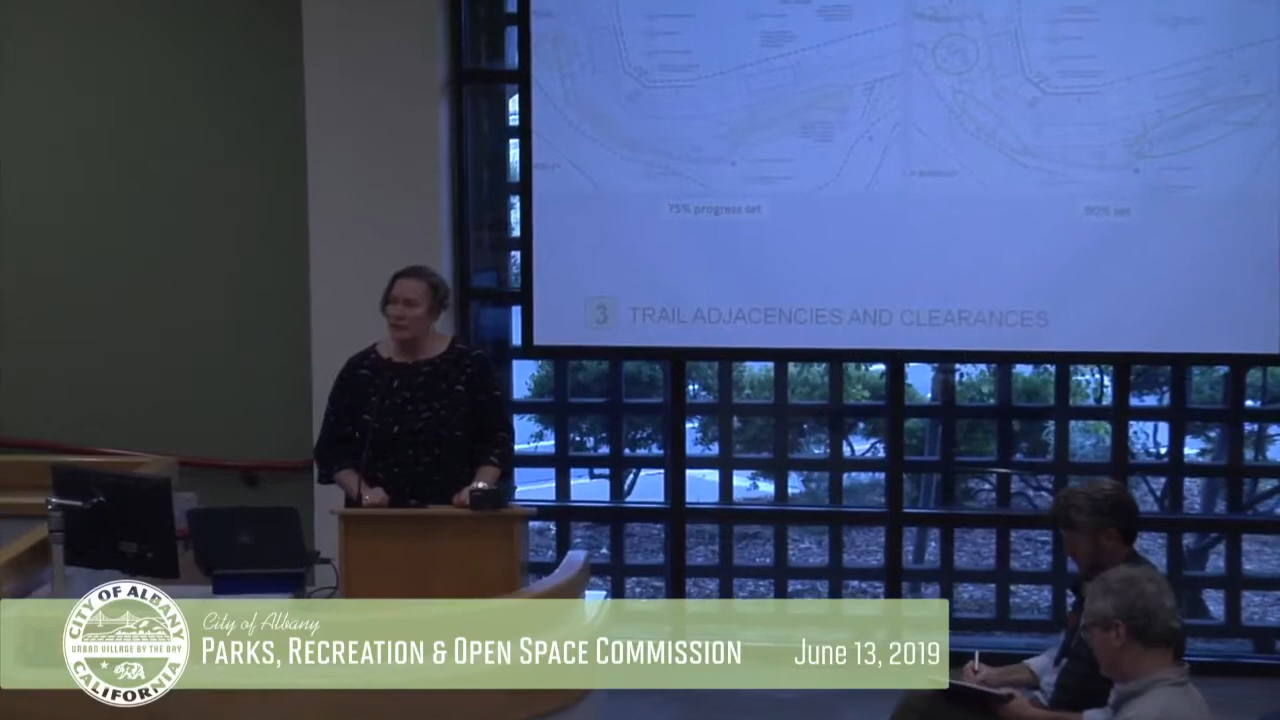 75% progress set
90% set
3 TRAIL ADJACENCIES AND CLEARANCES
CITY OF ALBANY
URBAN VILLAGE BY THE BAY
CALIFORNIA
City of Albany
PARKS, RECREATION & OPEN SPACE COMMISSION
June 13, 2019